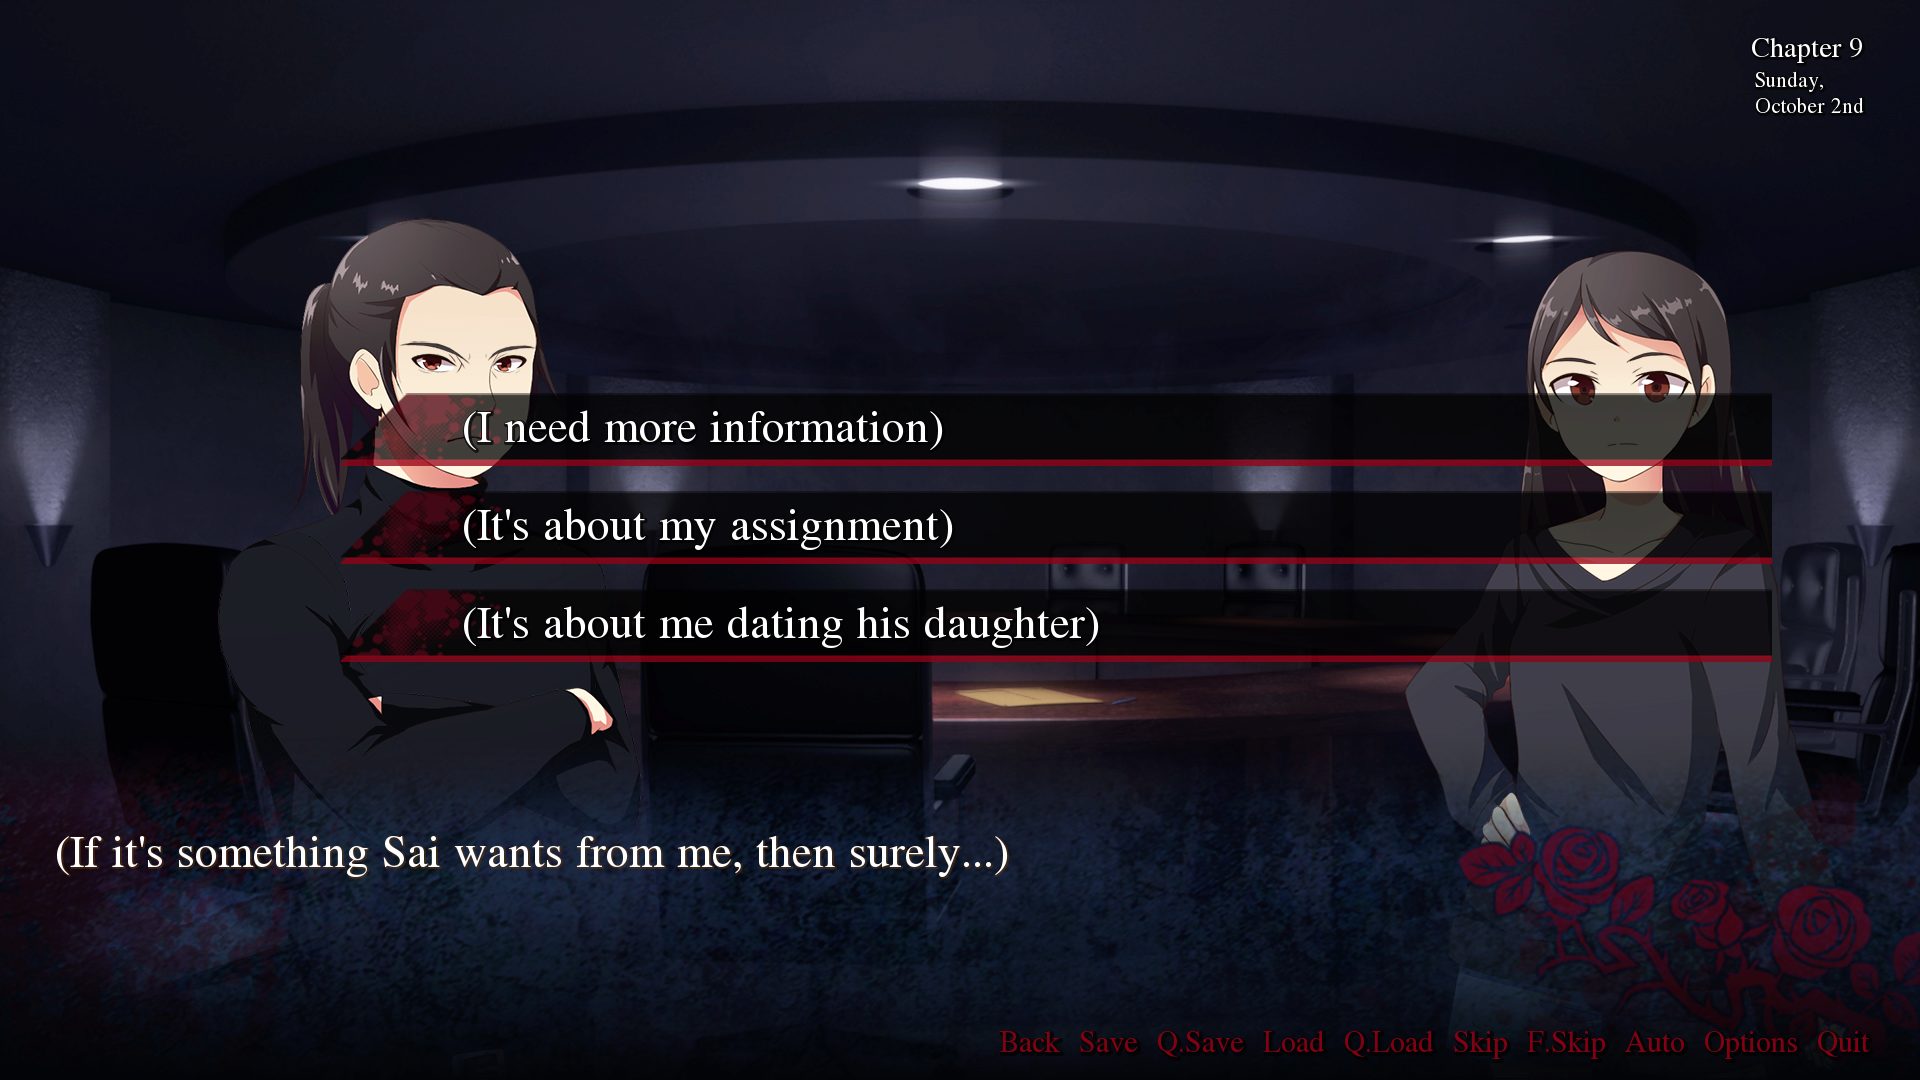 Chapter 9
Sunday,
October 2nd
(I need more information)
(It's about my assignment)
(It's about me dating his daughter)
(If it's something Sai wants from me, then surely...)
Back Save Q.Save Load Q.Load Skip F.Skip Auto Options Quit